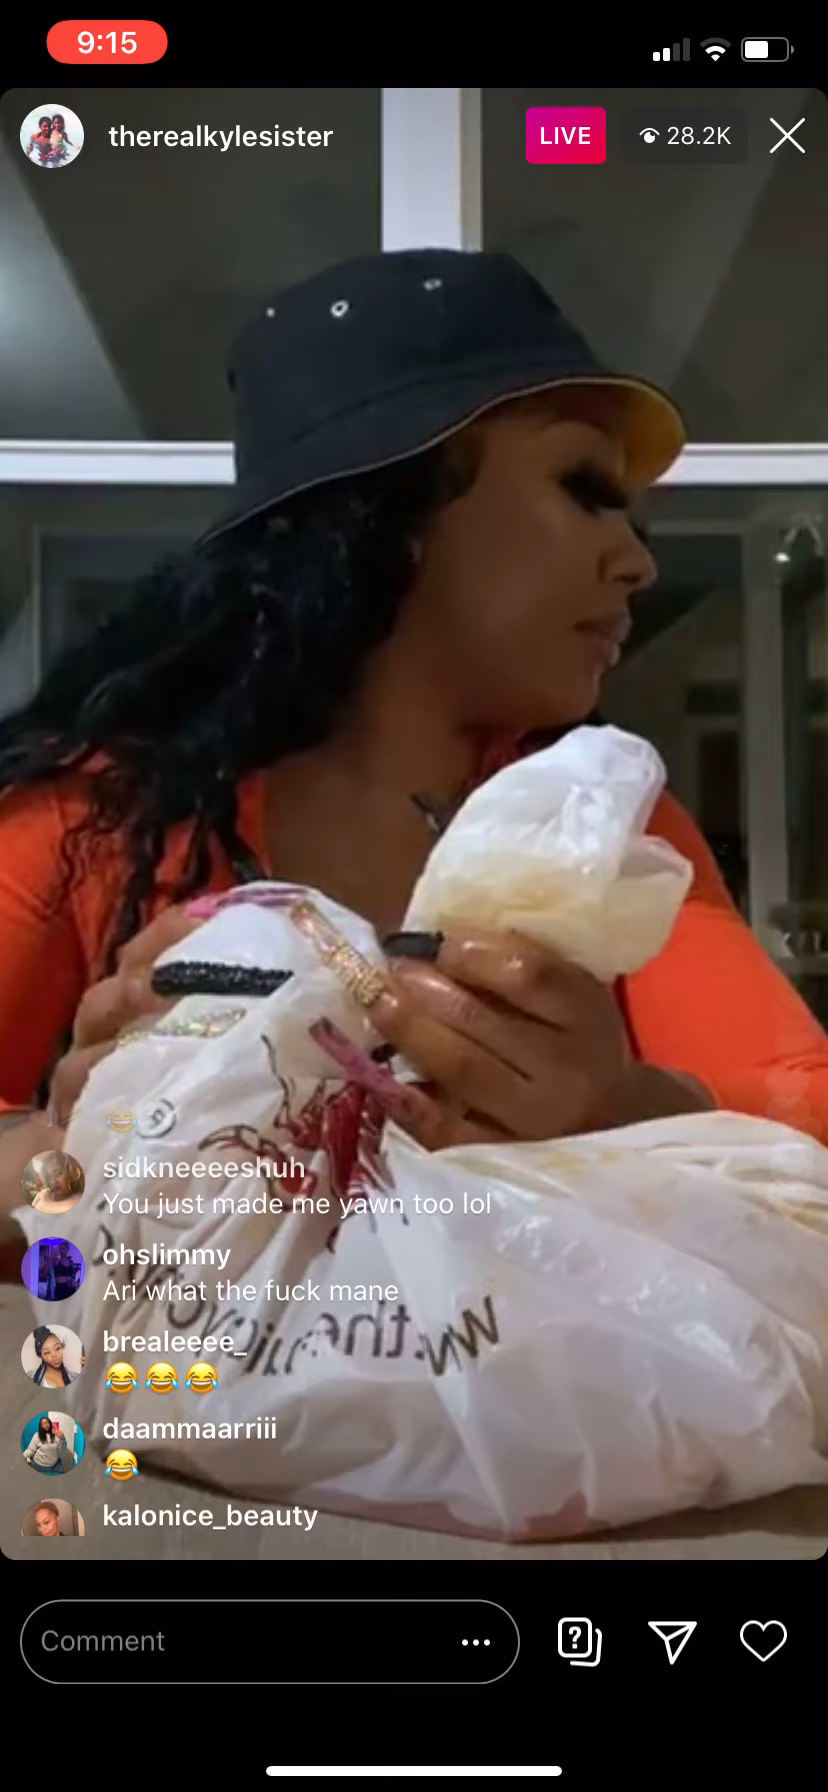 9:15
therealkylesister
LIVE
28.2K
😂
sidkneeeeshuh
You just made me yawn too lol
ohslimmy
Ari what the fuck mane
brealeeee_
😂😂😂
daammaarriii
😂
kalonice_beauty
Comment